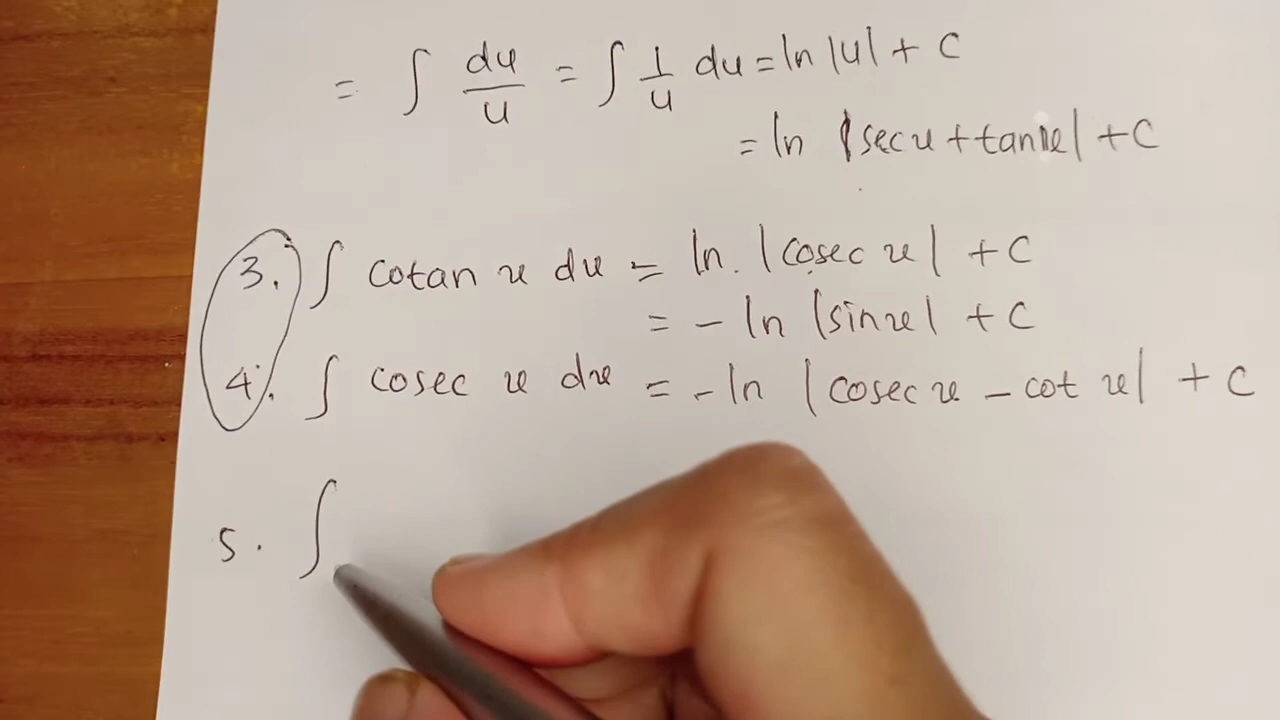 = ∫ du/u = ∫ 1/u du = ln |u| + C
= ln |sec x + tan x| + C
3. ∫ cotan x dx = ln. |cosec x| + C
= - ln |sin x| + C
4. ∫ cosec x dx = - ln |cosec x - cot x| + C
5. ∫